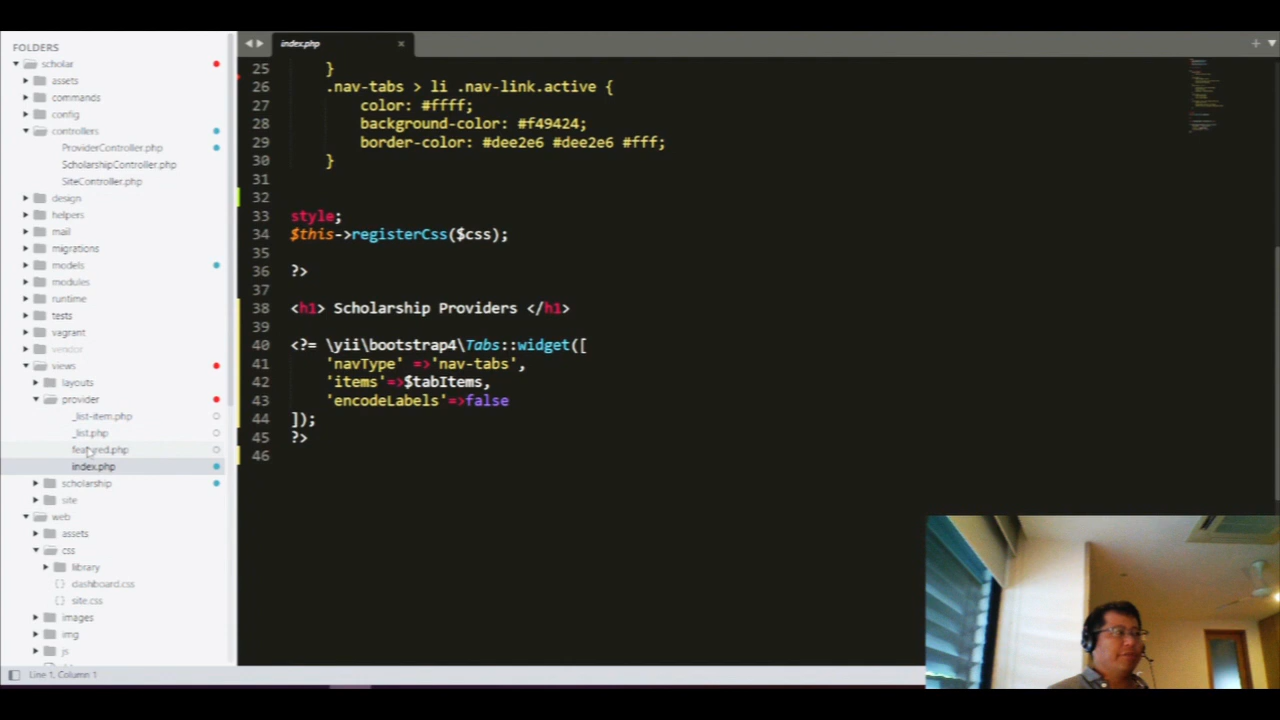 FOLDERS
scholar
assets
commands
config
controllers
ProviderController.php
ScholarshipController.php
SiteController.php
design
helpers
mail
migrations
models
modules
runtime
tests
vagrant
vendor
views
layouts
provider
_list-item.php
_list.php
featured.php
index.php
scholarship
site
web
assets
css
library
dashboard.css
site.css
images
img
js
index.php
25 }
26 .nav-tabs > li .nav-link.active {
27 color: #ffff;
28 background-color: #f49424;
29 border-color: #dee2e6 #dee2e6 #fff;
30 }
31
32
33 style;
34 $this->registerCss($css);
35
36 ?>
37
38 <h1> Scholarship Providers </h1>
39
40 <?= \yii\bootstrap4\Tabs::widget([
41 'navType' =>'nav-tabs',
42 'items'=>$tabItems,
43 'encodeLabels'=>false
44 ]);
45 ?>
46
Line 1, Column 1